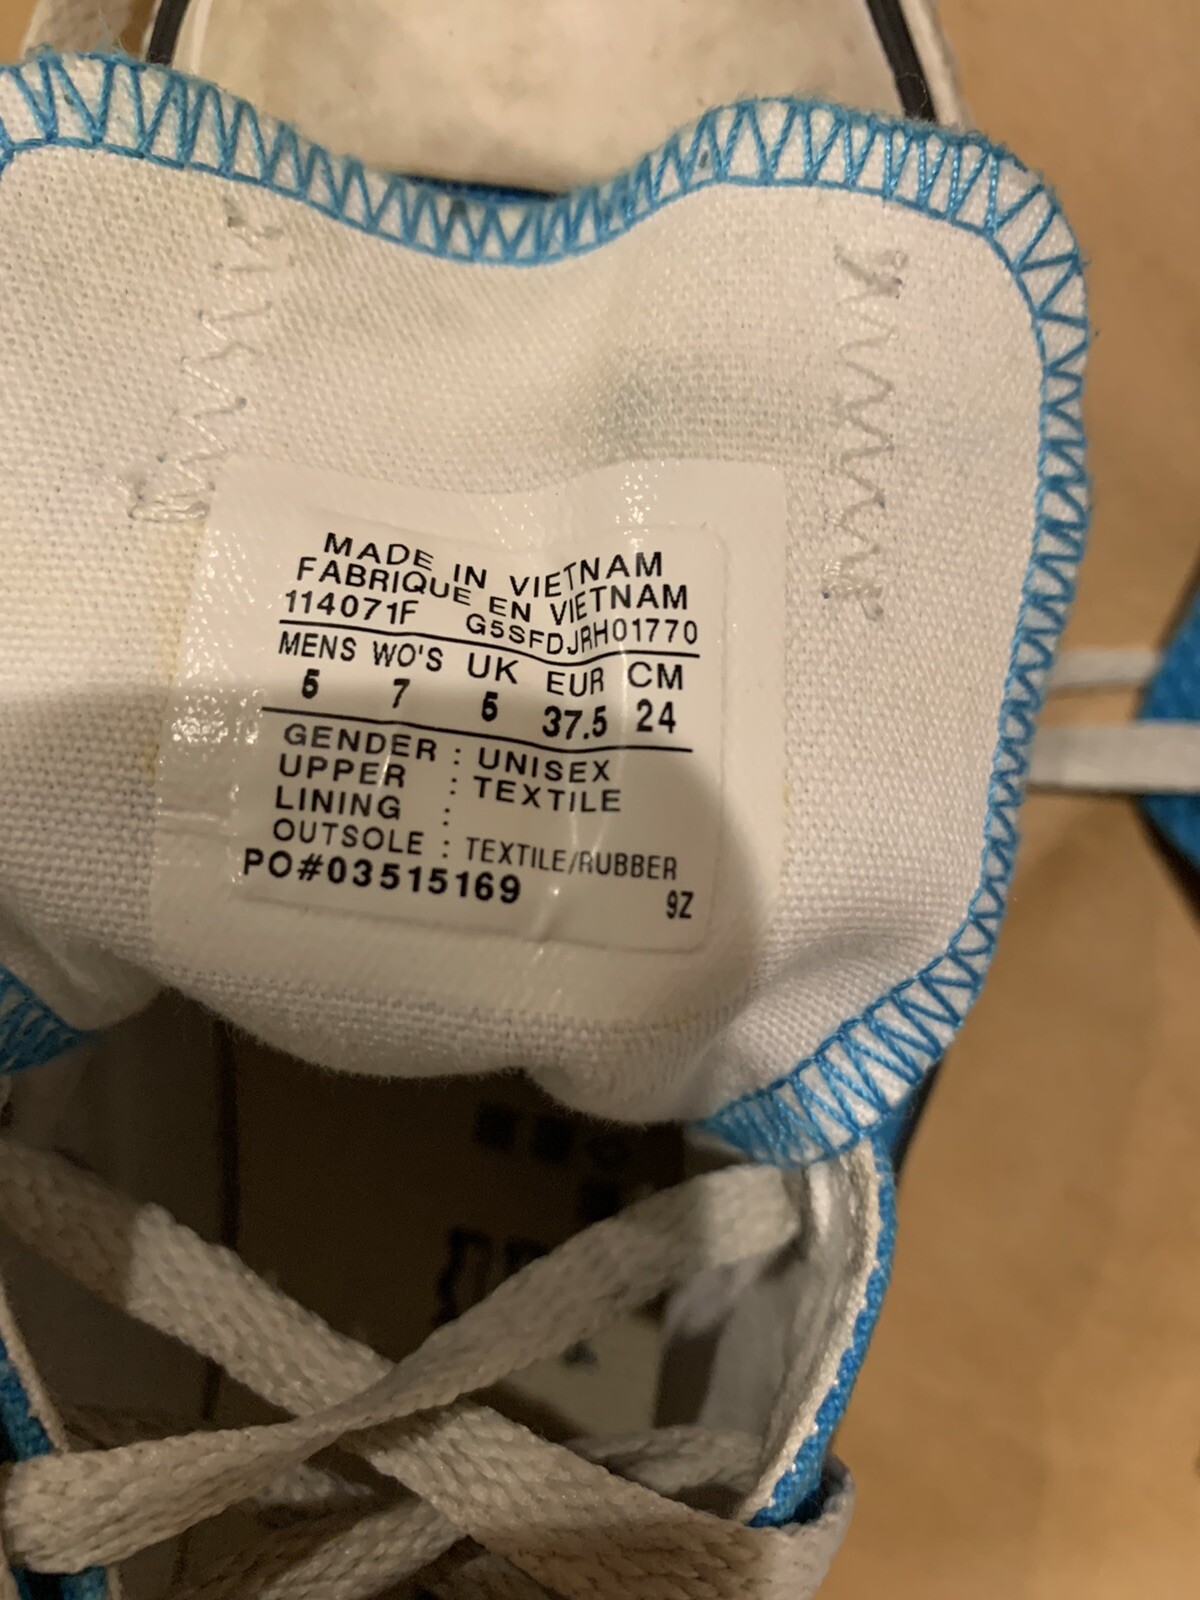 MADE IN VIETNAM
FABRIQUE EN VIETNAM
114071F G5SFDJRH01770
MENS WO'S UK EUR CM
5 7 5 37.5 24
GENDER : UNISEX
UPPER : TEXTILE
LINING :
OUTSOLE : TEXTILE/RUBBER
PO#03515169 9Z